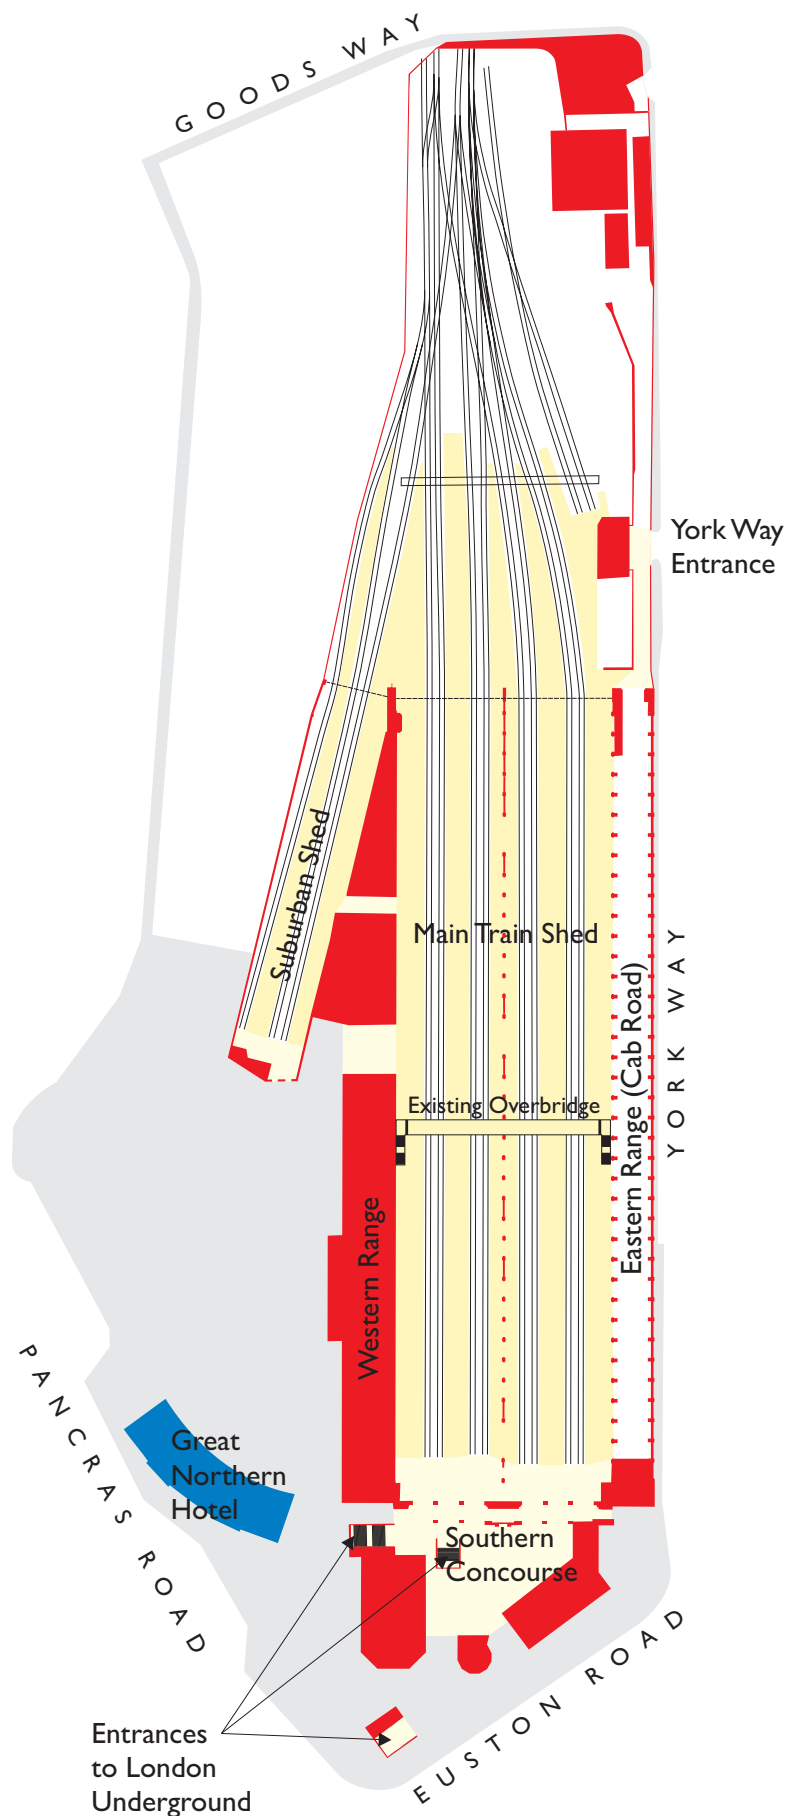 GOODS WAY
York Way
Entrance
Suburban Shed
Main Train Shed
YORK WAY
Eastern Range (Cab Road)
Existing Overbridge
Western Range
PANCRAS ROAD
Great
Northern
Hotel
Southern
Concourse
EUSTON ROAD
Entrances
to London
Underground